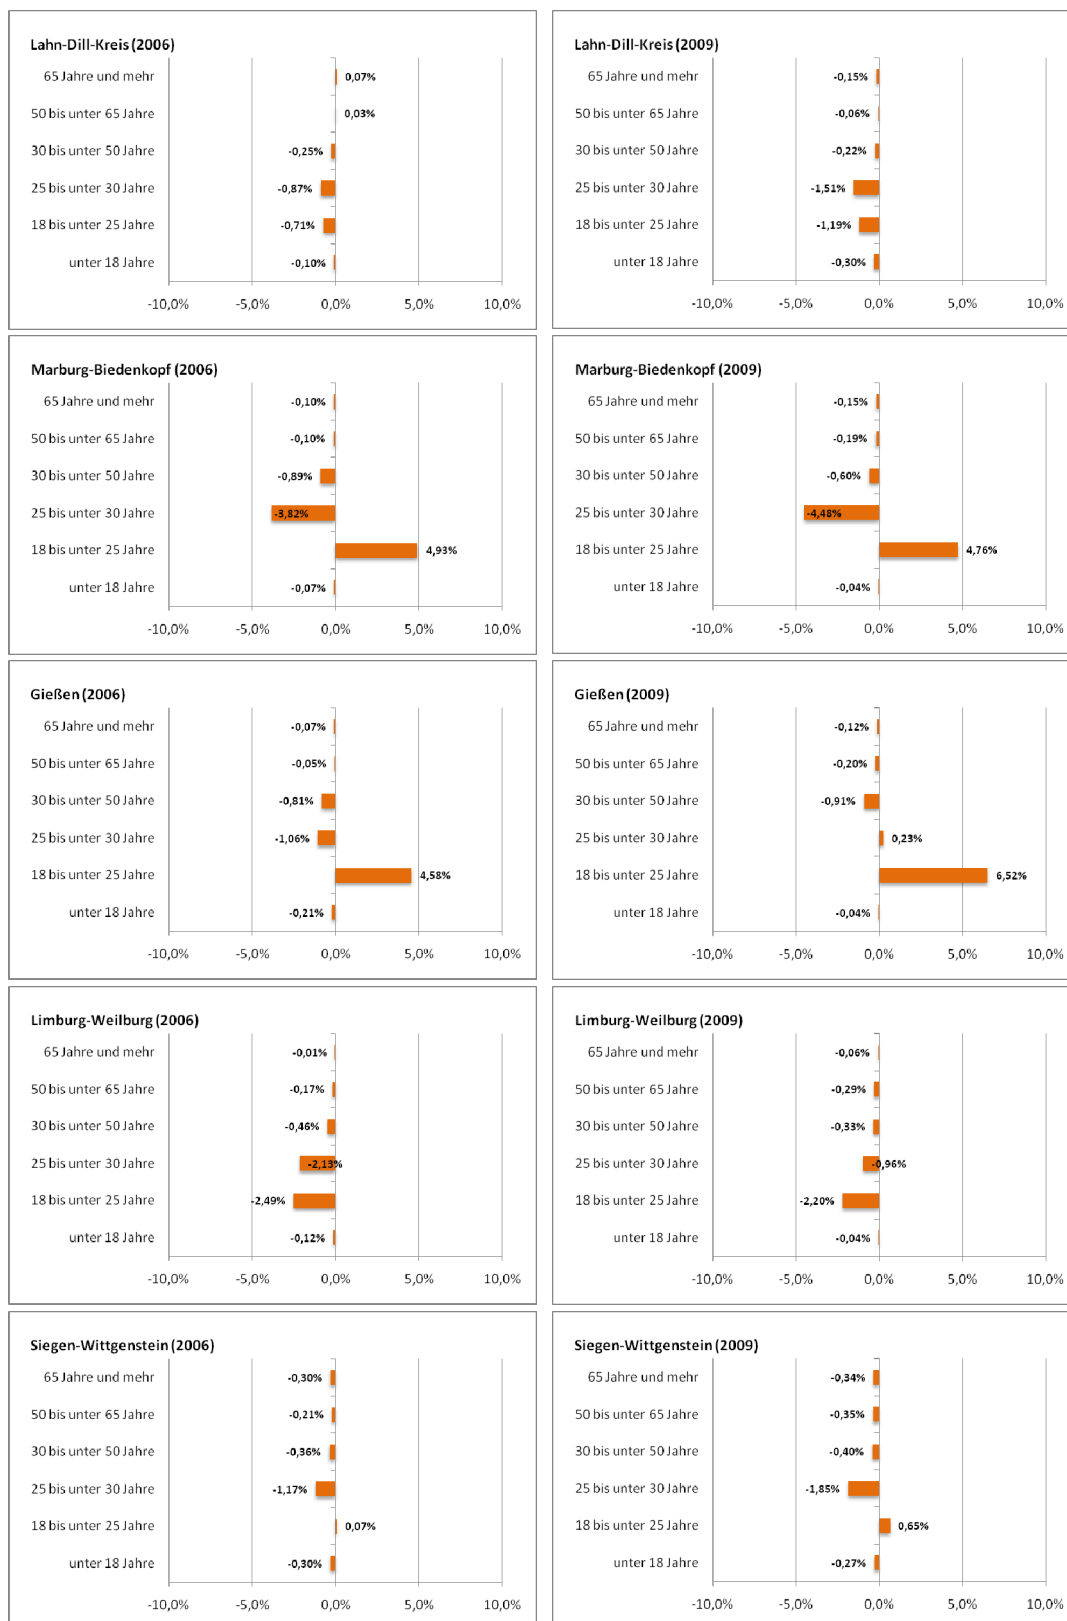 Lahn-Dill-Kreis (2006)
65 Jahre und mehr 0,07%
50 bis unter 65 Jahre 0,03%
30 bis unter 50 Jahre -0,25%
25 bis unter 30 Jahre -0,87%
18 bis unter 25 Jahre -0,71%
unter 18 Jahre -0,10%
-10,0% -5,0% 0,0% 5,0% 10,0%
Lahn-Dill-Kreis (2009)
65 Jahre und mehr -0,15%
50 bis unter 65 Jahre -0,06%
30 bis unter 50 Jahre -0,22%
25 bis unter 30 Jahre -1,51%
18 bis unter 25 Jahre -1,19%
unter 18 Jahre -0,30%
-10,0% -5,0% 0,0% 5,0% 10,0%
Marburg-Biedenkopf (2006)
65 Jahre und mehr -0,10%
50 bis unter 65 Jahre -0,10%
30 bis unter 50 Jahre -0,89%
25 bis unter 30 Jahre -3,82%
18 bis unter 25 Jahre 4,93%
unter 18 Jahre -0,07%
-10,0% -5,0% 0,0% 5,0% 10,0%
Marburg-Biedenkopf (2009)
65 Jahre und mehr -0,15%
50 bis unter 65 Jahre -0,19%
30 bis unter 50 Jahre -0,60%
25 bis unter 30 Jahre -4,48%
18 bis unter 25 Jahre 4,76%
unter 18 Jahre -0,04%
-10,0% -5,0% 0,0% 5,0% 10,0%
Gießen (2006)
65 Jahre und mehr -0,07%
50 bis unter 65 Jahre -0,05%
30 bis unter 50 Jahre -0,81%
25 bis unter 30 Jahre -1,06%
18 bis unter 25 Jahre 4,58%
unter 18 Jahre -0,21%
-10,0% -5,0% 0,0% 5,0% 10,0%
Gießen (2009)
65 Jahre und mehr -0,12%
50 bis unter 65 Jahre -0,20%
30 bis unter 50 Jahre -0,91%
25 bis unter 30 Jahre 0,23%
18 bis unter 25 Jahre 6,52%
unter 18 Jahre -0,04%
-10,0% -5,0% 0,0% 5,0% 10,0%
Limburg-Weilburg (2006)
65 Jahre und mehr -0,01%
50 bis unter 65 Jahre -0,17%
30 bis unter 50 Jahre -0,46%
25 bis unter 30 Jahre -2,13%
18 bis unter 25 Jahre -2,49%
unter 18 Jahre -0,12%
-10,0% -5,0% 0,0% 5,0% 10,0%
Limburg-Weilburg (2009)
65 Jahre und mehr -0,06%
50 bis unter 65 Jahre -0,29%
30 bis unter 50 Jahre -0,33%
25 bis unter 30 Jahre -0,96%
18 bis unter 25 Jahre -2,20%
unter 18 Jahre -0,04%
-10,0% -5,0% 0,0% 5,0% 10,0%
Siegen-Wittgenstein (2006)
65 Jahre und mehr -0,30%
50 bis unter 65 Jahre -0,21%
30 bis unter 50 Jahre -0,36%
25 bis unter 30 Jahre -1,17%
18 bis unter 25 Jahre 0,07%
unter 18 Jahre -0,30%
-10,0% -5,0% 0,0% 5,0% 10,0%
Siegen-Wittgenstein (2009)
65 Jahre und mehr -0,34%
50 bis unter 65 Jahre -0,35%
30 bis unter 50 Jahre -0,40%
25 bis unter 30 Jahre -1,85%
18 bis unter 25 Jahre 0,65%
unter 18 Jahre -0,27%
-10,0% -5,0% 0,0% 5,0% 10,0%